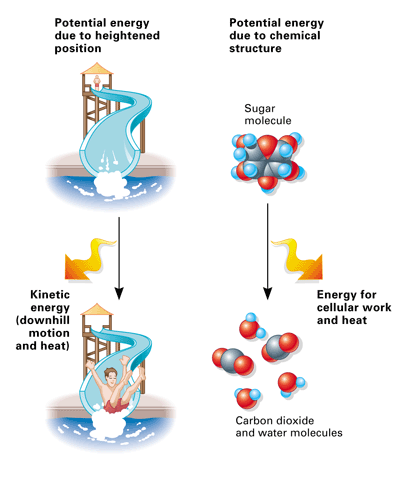 Potential energy
due to heightened
position
Potential energy
due to chemical
structure
Sugar
molecule
Kinetic
energy
(downhill
motion
and heat)
Energy for
cellular work
and heat
Carbon dioxide
and water molecules